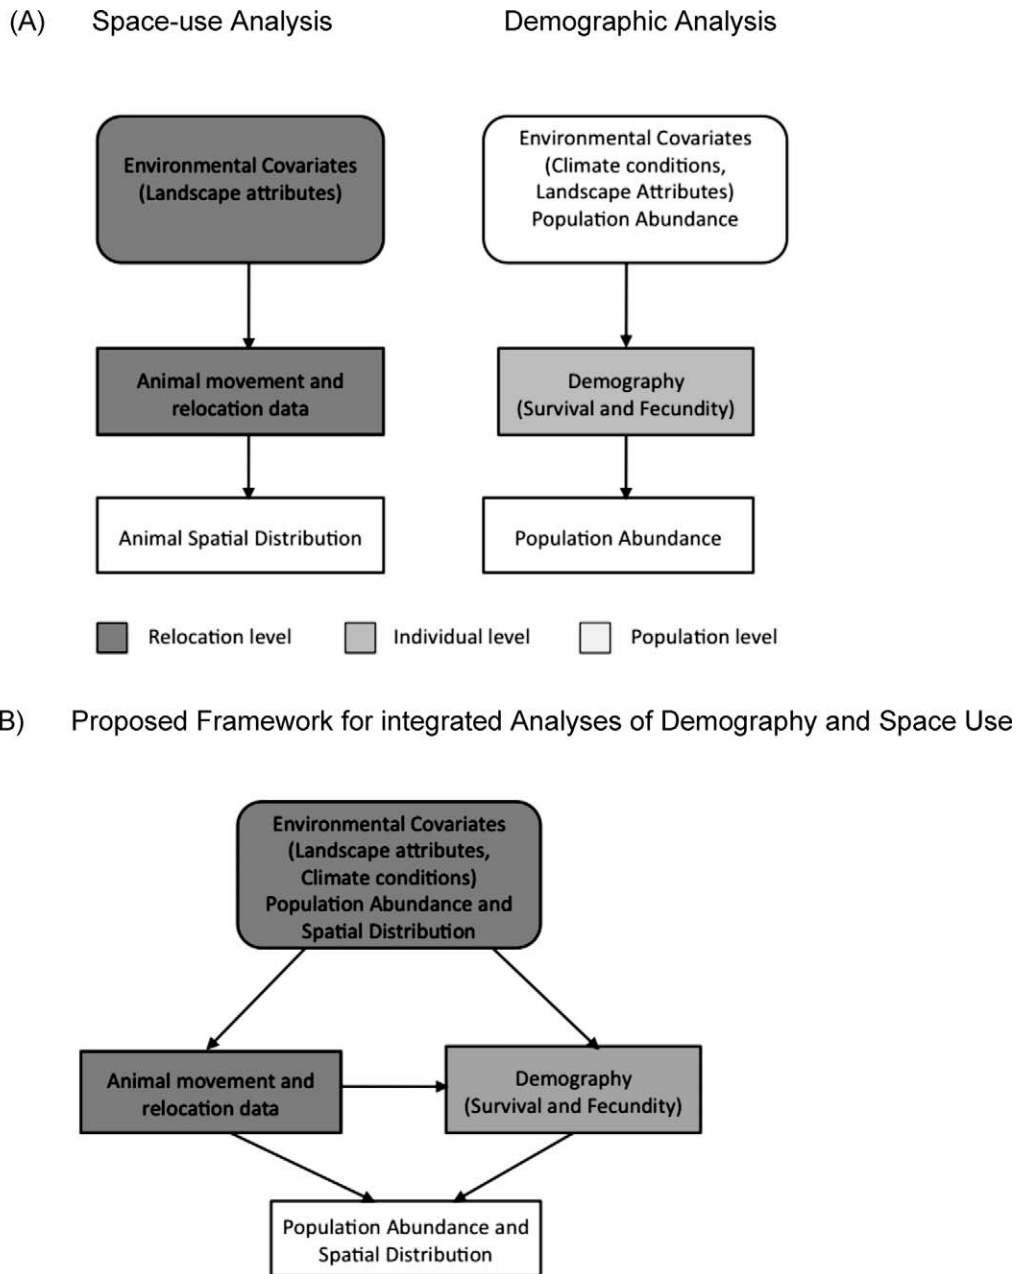 (A) Space-use Analysis Demographic Analysis
Environmental Covariates
(Landscape attributes)
Environmental Covariates
(Climate conditions,
Landscape Attributes)
Population Abundance
Animal movement and
relocation data
Demography
(Survival and Fecundity)
Animal Spatial Distribution
Population Abundance
Relocation level
Individual level
Population level
B) Proposed Framework for integrated Analyses of Demography and Space Use
Environmental Covariates
(Landscape attributes,
Climate conditions)
Population Abundance and
Spatial Distribution
Animal movement and
relocation data
Demography
(Survival and Fecundity)
Population Abundance and
Spatial Distribution